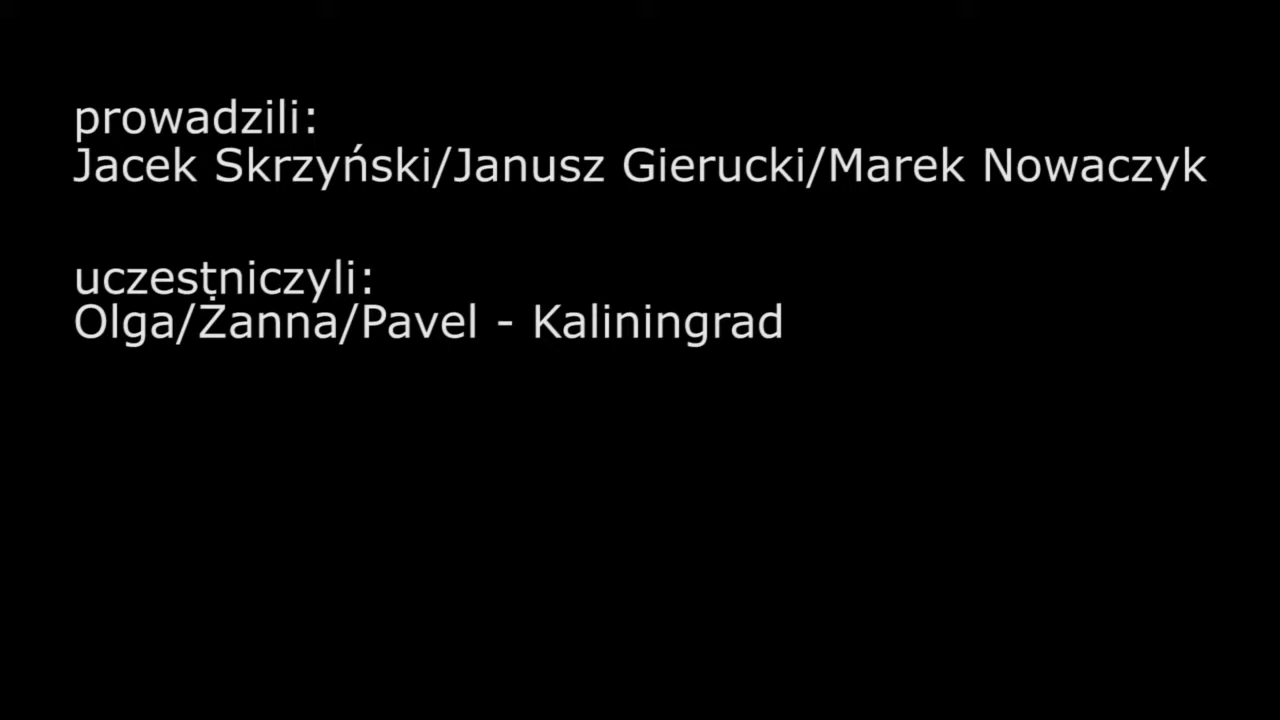 prowadzili:
Jacek Skrzyński/Janusz Gierucki/Marek Nowaczyk
uczestniczyli:
Olga/Żanna/Pavel - Kaliningrad